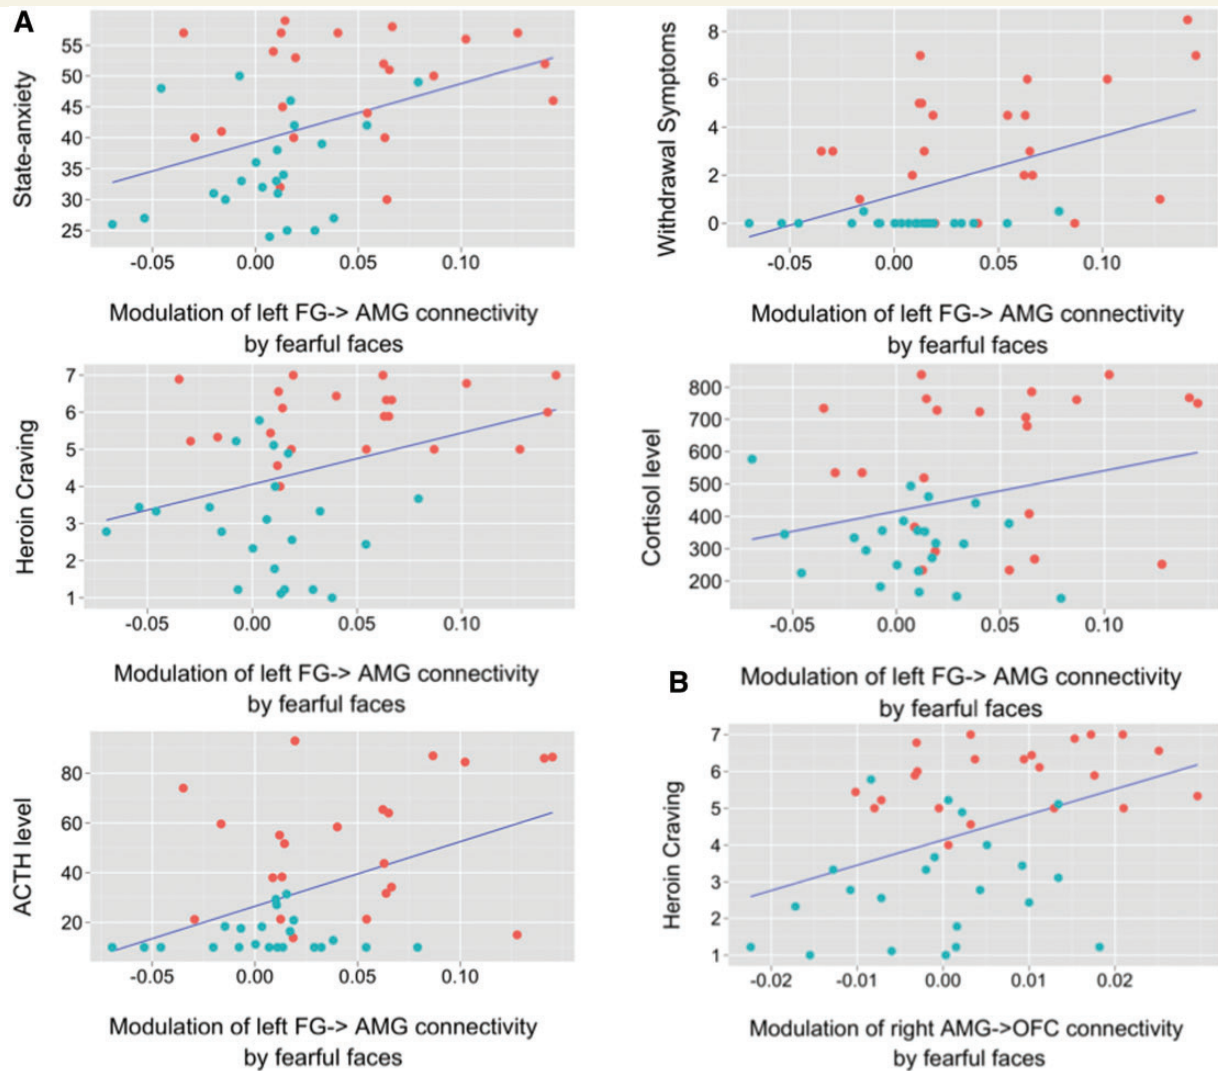 A
State-anxiety
55
50
45
40
35
30
25
-0.05 0.00 0.05 0.10
Modulation of left FG-> AMG connectivity
by fearful faces
Withdrawal Symptoms
8
6
4
2
0
-0.05 0.00 0.05 0.10
Modulation of left FG-> AMG connectivity
by fearful faces
Heroin Craving
7
6
5
4
3
2
1
-0.05 0.00 0.05 0.10
Modulation of left FG-> AMG connectivity
by fearful faces
Cortisol level
800
700
600
500
400
300
200
-0.05 0.00 0.05 0.10
Modulation of left FG-> AMG connectivity
by fearful faces
ACTH level
80
60
40
20
-0.05 0.00 0.05 0.10
Modulation of left FG-> AMG connectivity
by fearful faces
B
Heroin Craving
7
6
5
4
3
2
1
-0.02 -0.01 0.00 0.01 0.02
Modulation of right AMG->OFC connectivity
by fearful faces